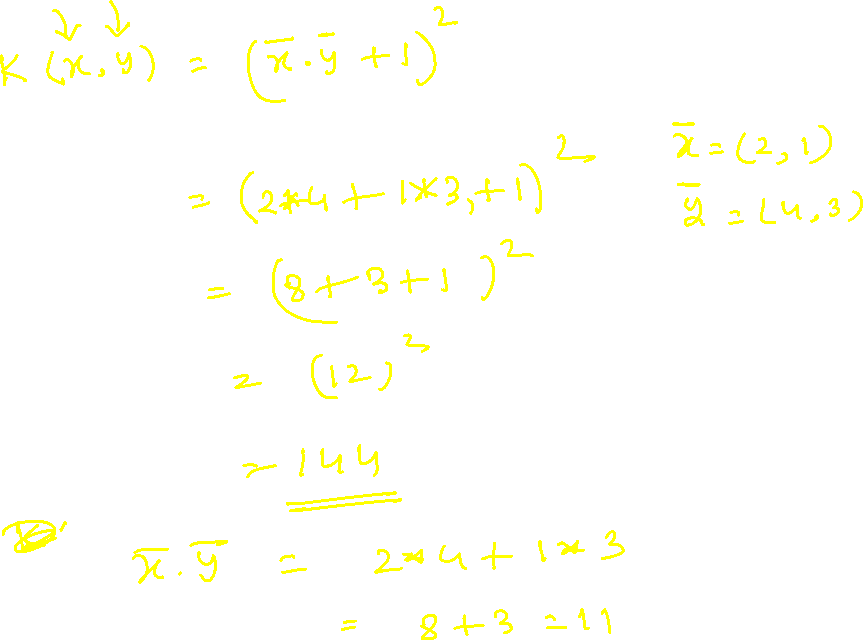 K (x, y) = (x̄ . ȳ + 1)²
x̄ = (2, 1)
= (2*4 + 1*3, + 1)²
ȳ = (4, 3)
= (8 + 3 + 1)²
= (12)²
= 144
x̄ . ȳ = 2*4 + 1*3
= 8 + 3 = 11